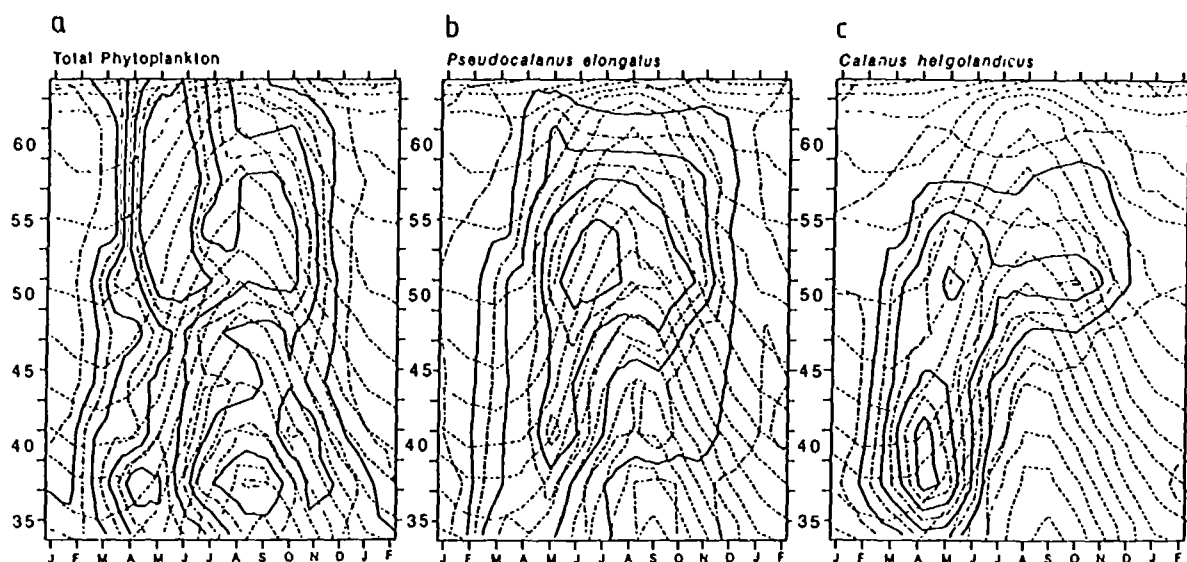 a
Total Phytoplankton
60
55
50
45
40
35
J F M A M J J A S O N D J F
b
Pseudocalanus elongatus
60
55
50
45
40
35
J F M A M J J A S O N D J F
c
Calanus helgolandicus
60
55
50
45
40
35
J F M A M J J A S O N D J F